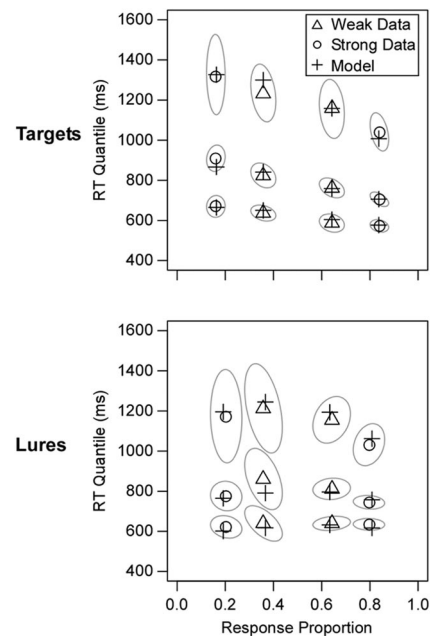 1600
1400
1200
1000
800
600
400
RT Quantile (ms)
Targets
Weak Data
Strong Data
Model
1600
1400
1200
1000
800
600
400
RT Quantile (ms)
Lures
0.0 0.2 0.4 0.6 0.8 1.0
Response Proportion